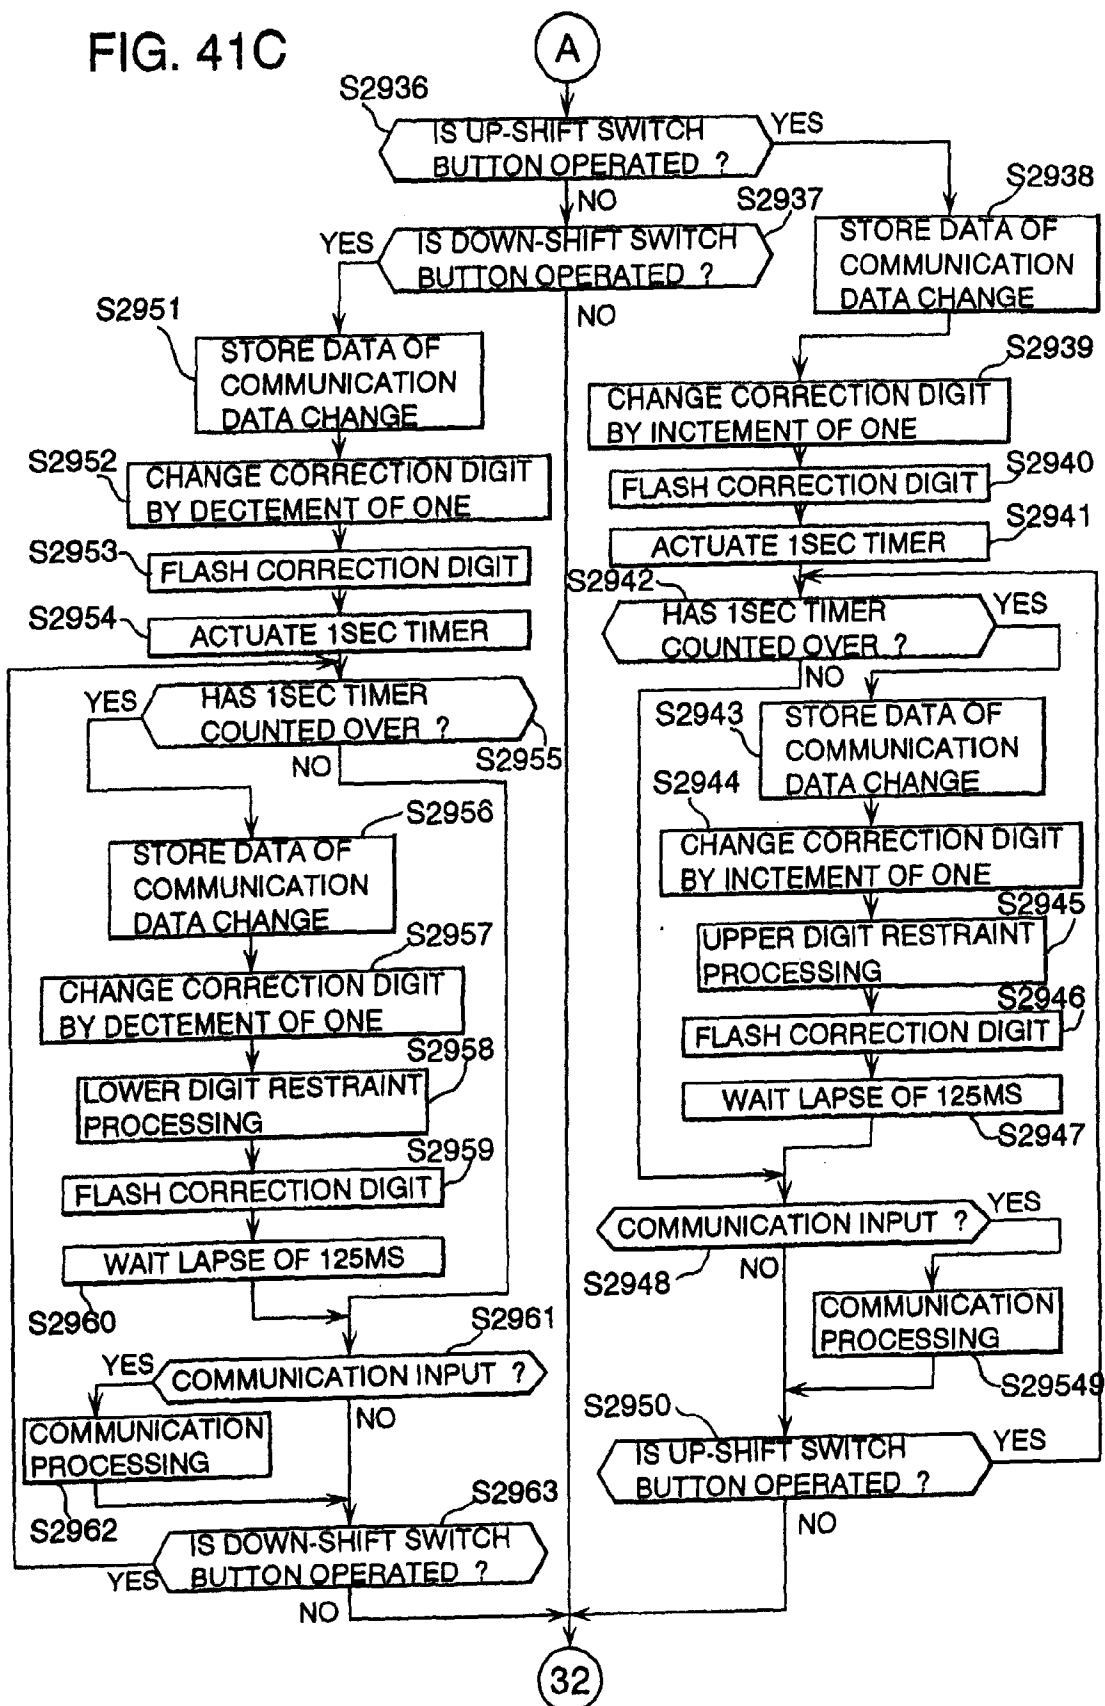 FIG. 41C
A
S2936
IS UP-SHIFT SWITCH
BUTTON OPERATED ?
YES
NO
S2937
IS DOWN-SHIFT SWITCH
BUTTON OPERATED ?
YES
NO
S2938
STORE DATA OF
COMMUNICATION
DATA CHANGE
S2939
CHANGE CORRECTION DIGIT
BY INCTEMENT OF ONE
S2940
FLASH CORRECTION DIGIT
S2941
ACTUATE 1SEC TIMER
S2942
HAS 1SEC TIMER
COUNTED OVER ?
YES
NO
S2943
STORE DATA OF
COMMUNICATION
DATA CHANGE
S2944
CHANGE CORRECTION DIGIT
BY INCTEMENT OF ONE
S2945
UPPER DIGIT RESTRAINT
PROCESSING
S2946
FLASH CORRECTION DIGIT
WAIT LAPSE OF 125MS
S2947
COMMUNICATION INPUT ?
YES
S2948
NO
COMMUNICATION
PROCESSING
S29549
S2950
IS UP-SHIFT SWITCH
BUTTON OPERATED ?
YES
NO
S2951
STORE DATA OF
COMMUNICATION
DATA CHANGE
S2952
CHANGE CORRECTION DIGIT
BY DECTEMENT OF ONE
S2953
FLASH CORRECTION DIGIT
S2954
ACTUATE 1SEC TIMER
YES
HAS 1SEC TIMER
COUNTED OVER ?
S2955
NO
S2956
STORE DATA OF
COMMUNICATION
DATA CHANGE
S2957
CHANGE CORRECTION DIGIT
BY DECTEMENT OF ONE
S2958
LOWER DIGIT RESTRAINT
PROCESSING
S2959
FLASH CORRECTION DIGIT
WAIT LAPSE OF 125MS
S2960
S2961
YES
COMMUNICATION INPUT ?
NO
COMMUNICATION
PROCESSING
S2962
S2963
IS DOWN-SHIFT SWITCH
BUTTON OPERATED ?
YES
NO
32